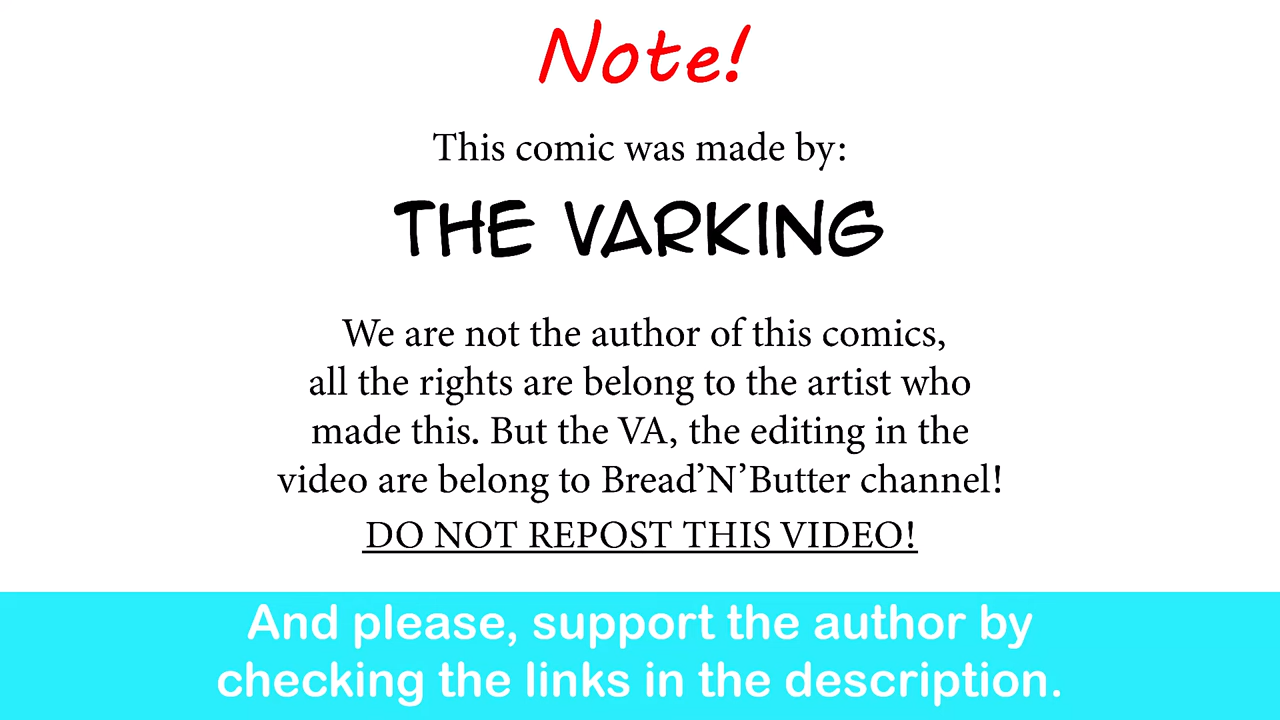 Note!
This comic was made by:
THE VARKING
We are not the author of this comics,
all the rights are belong to the artist who
made this. But the VA, the editing in the
video are belong to Bread’N’Butter channel!
DO NOT REPOST THIS VIDEO!
And please, support the author by
checking the links in the description.